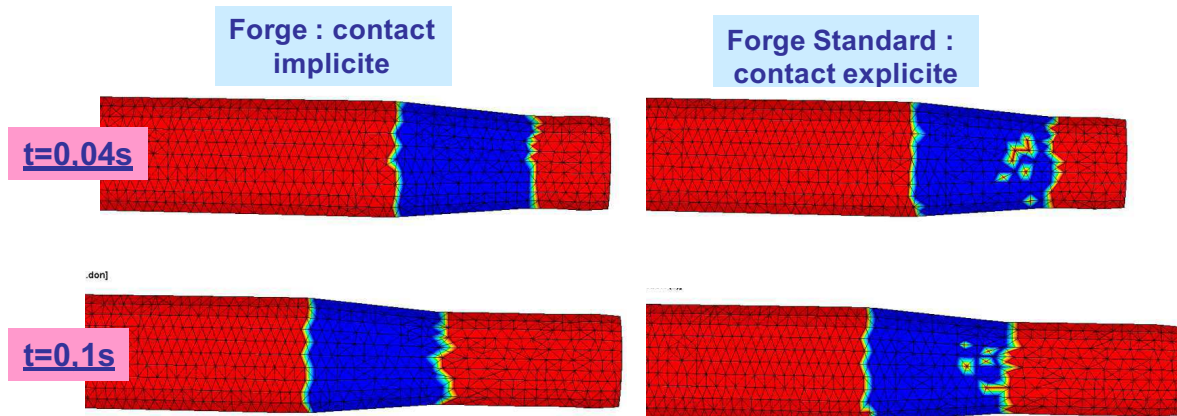 Forge : contact
implicite
Forge Standard :
contact explicite
t=0,04s
.don]
t=0,1s